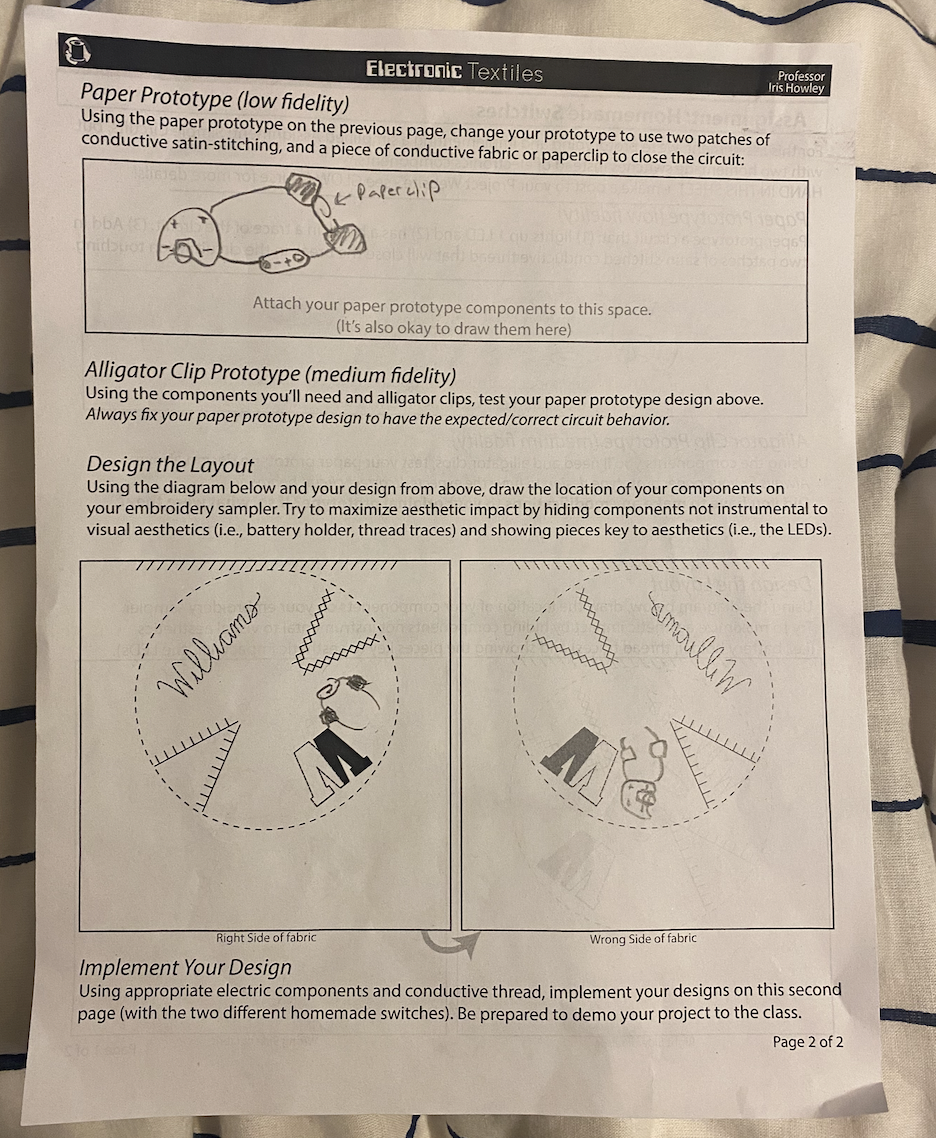 Electronic Textiles
Professor
Iris Howley
Paper Prototype (low fidelity)
Using the paper prototype on the previous page, change your prototype to use two patches of
conductive satin-stitching, and a piece of conductive fabric or paperclip to close the circuit:
← Paperclip
+ +
- -
- +
Attach your paper prototype components to this space.
(It's also okay to draw them here)
Alligator Clip Prototype (medium fidelity)
Using the components you'll need and alligator clips, test your paper prototype design above.
Always fix your paper prototype design to have the expected/correct circuit behavior.
Design the Layout
Using the diagram below and your design from above, draw the location of your components on
your embroidery sampler. Try to maximize aesthetic impact by hiding components not instrumental to
visual aesthetics (i.e., battery holder, thread traces) and showing pieces key to aesthetics (i.e., the LEDs).
Williams
Williams
W
W
Right Side of fabric
Wrong Side of fabric
Implement Your Design
Using appropriate electric components and conductive thread, implement your designs on this second
page (with the two different homemade switches). Be prepared to demo your project to the class.
Page 2 of 2